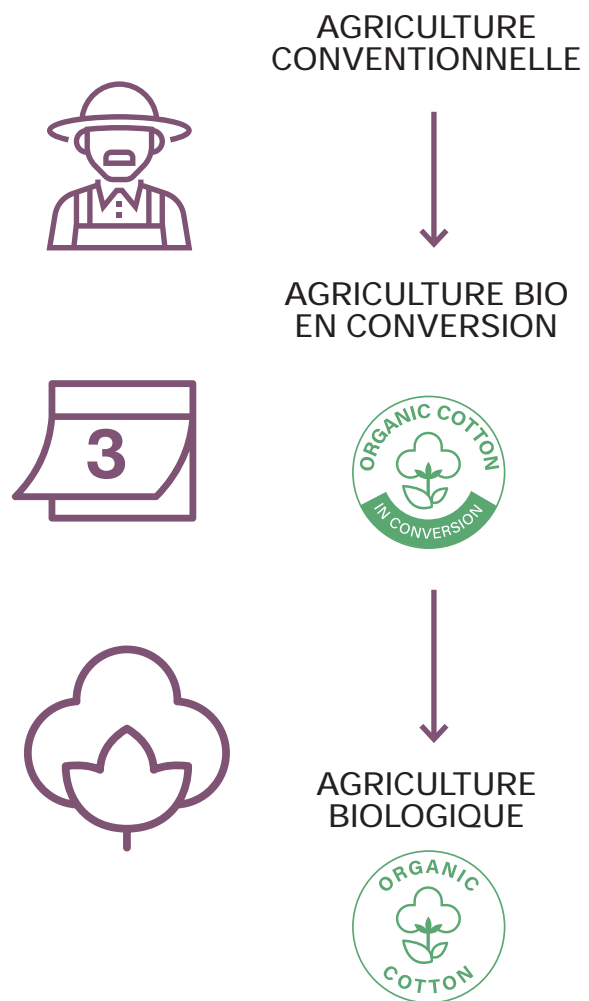 AGRICULTURE
CONVENTIONNELLE
AGRICULTURE BIO
EN CONVERSION
3
ORGANIC COTTON
IN CONVERSION
AGRICULTURE
BIOLOGIQUE
ORGANIC
COTTON